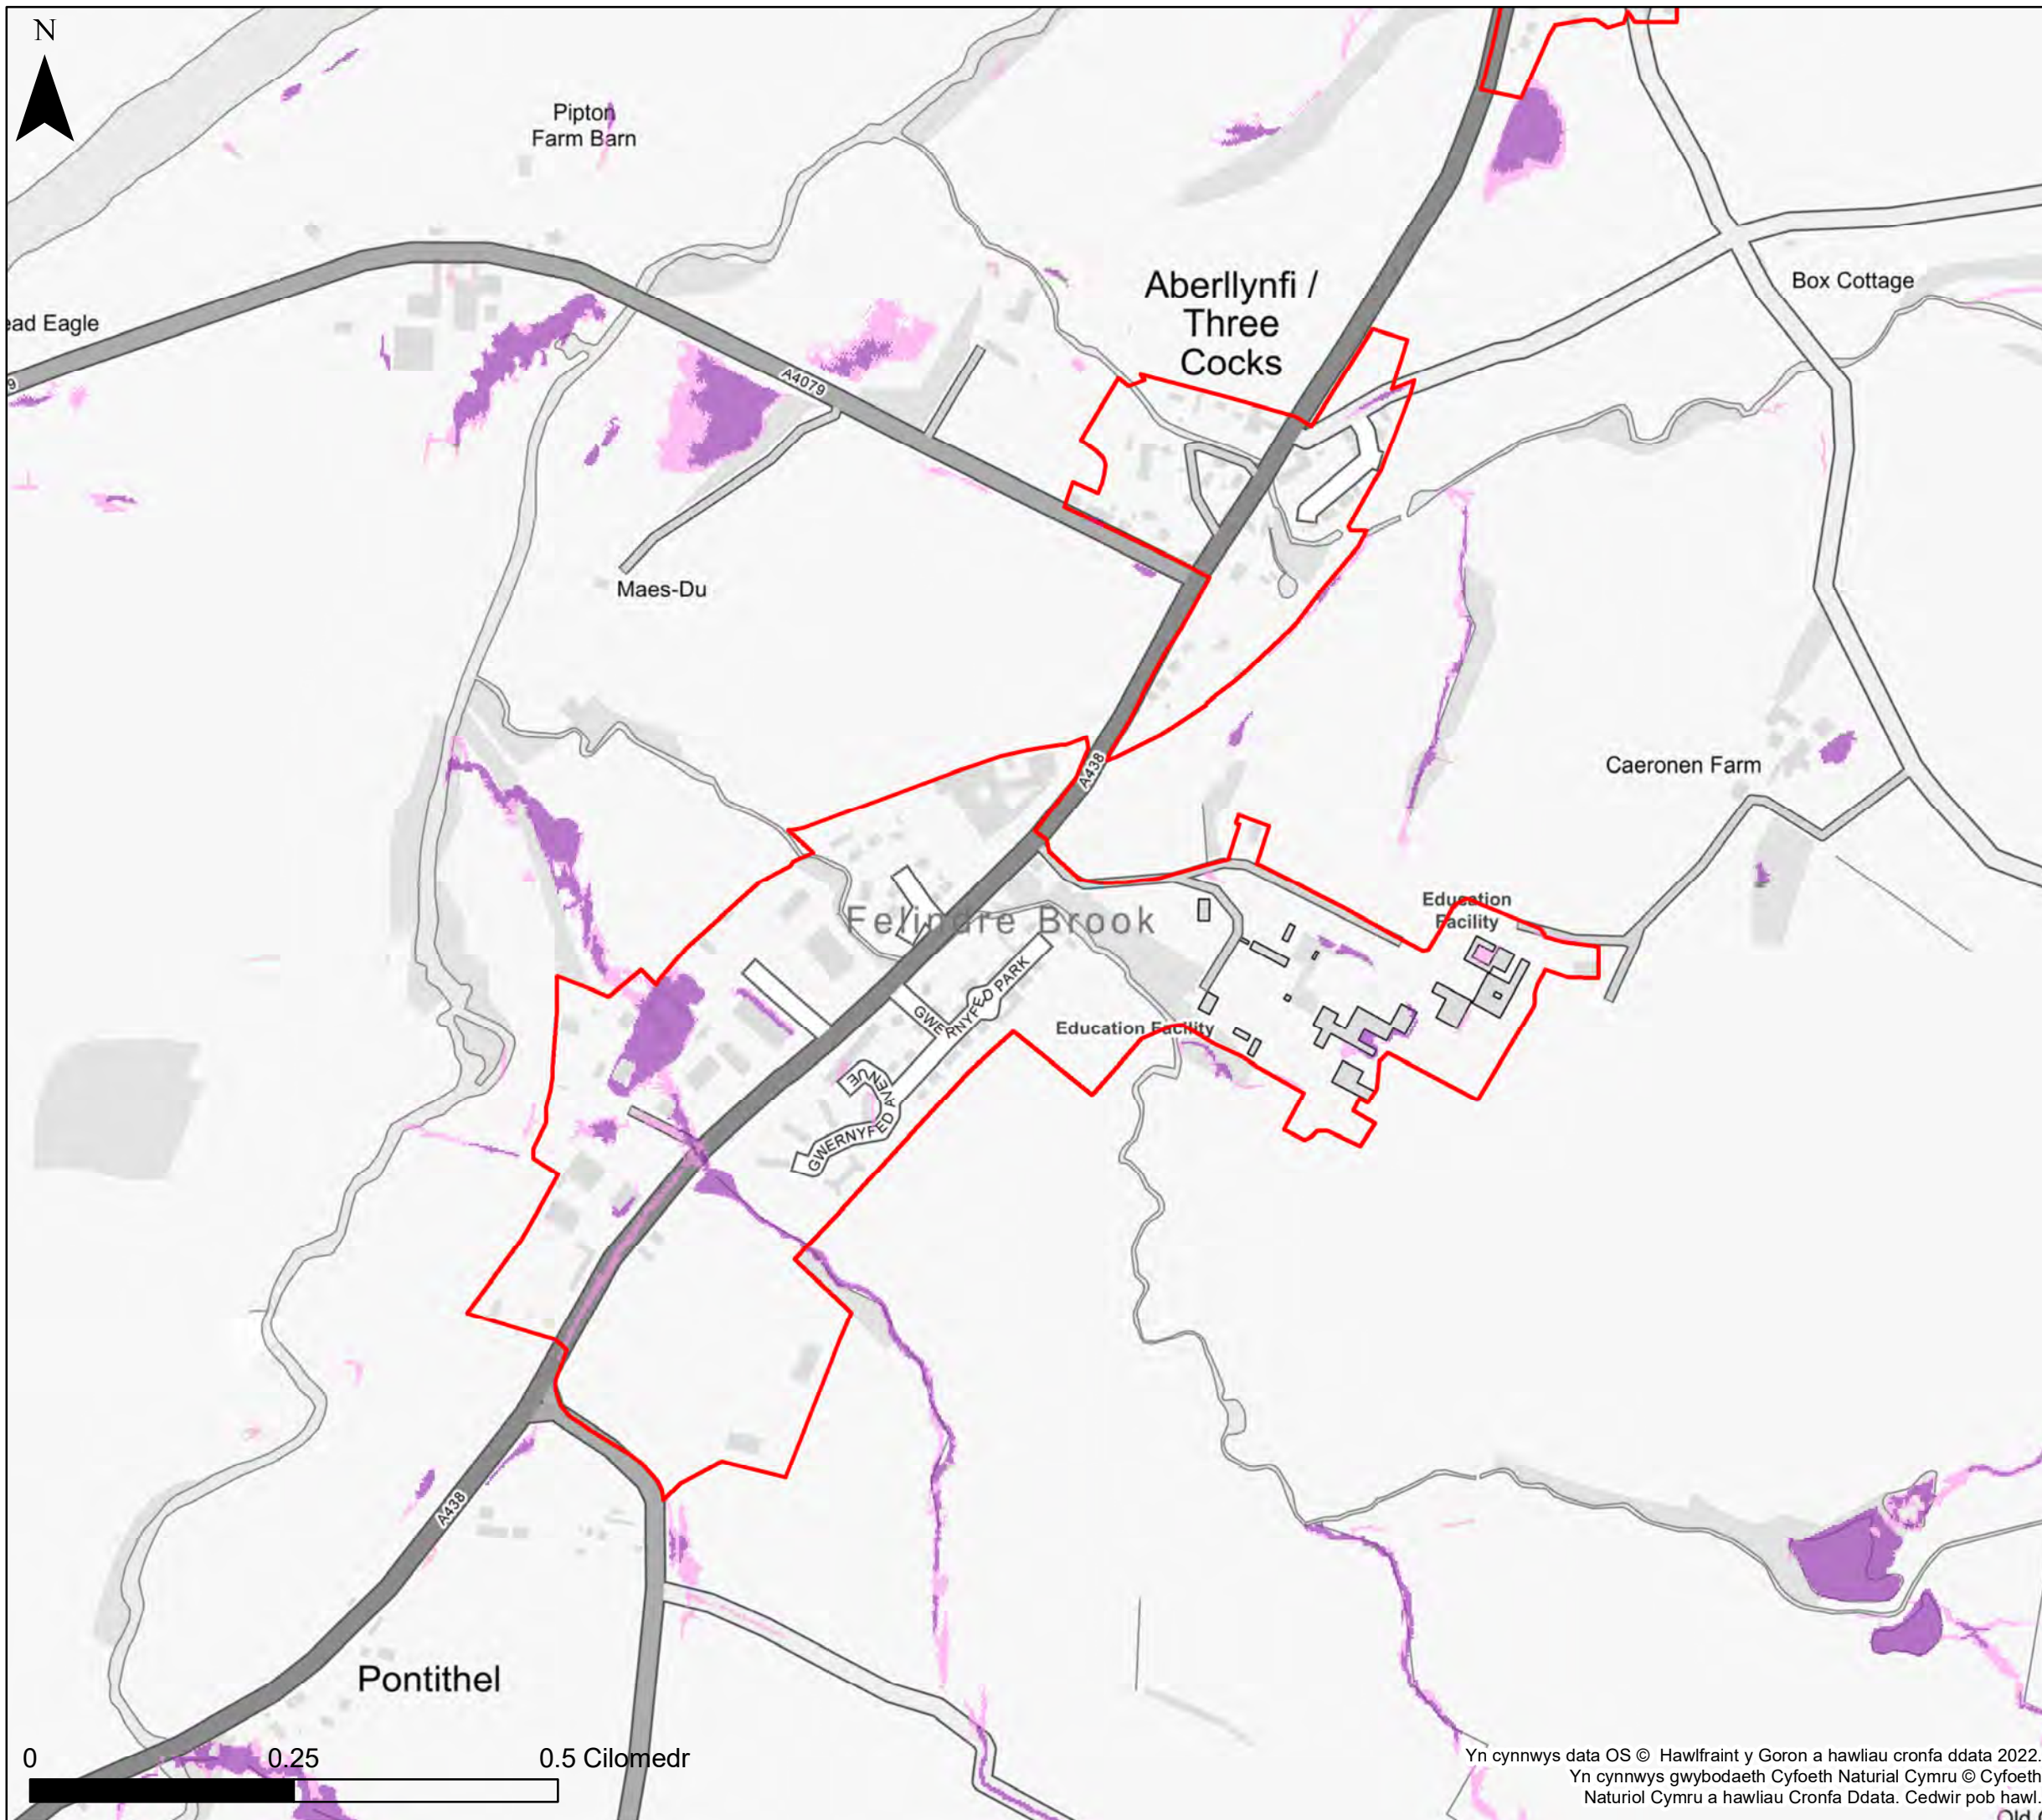 N
Pipton
Farm Barn
Aberllynfi /
Three
Cocks
Box Cottage
ead Eagle
9
A4079
Maes-Du
A438
Caeronen Farm
Education
Facility
Felindre Brook
GWERNYFED PARK
Education Facility
GWERNYFED AVENUE
A438
Pontithel
0 0.25 0.5 Cilomedr
Yn cynnwys data OS © Hawlfraint y Goron a hawliau cronfa ddata 2022.
Yn cynnwys gwybodaeth Cyfoeth Naturial Cymru © Cyfoeth
Naturiol Cymru a hawliau Cronfa Ddata. Cedwir pob hawl.